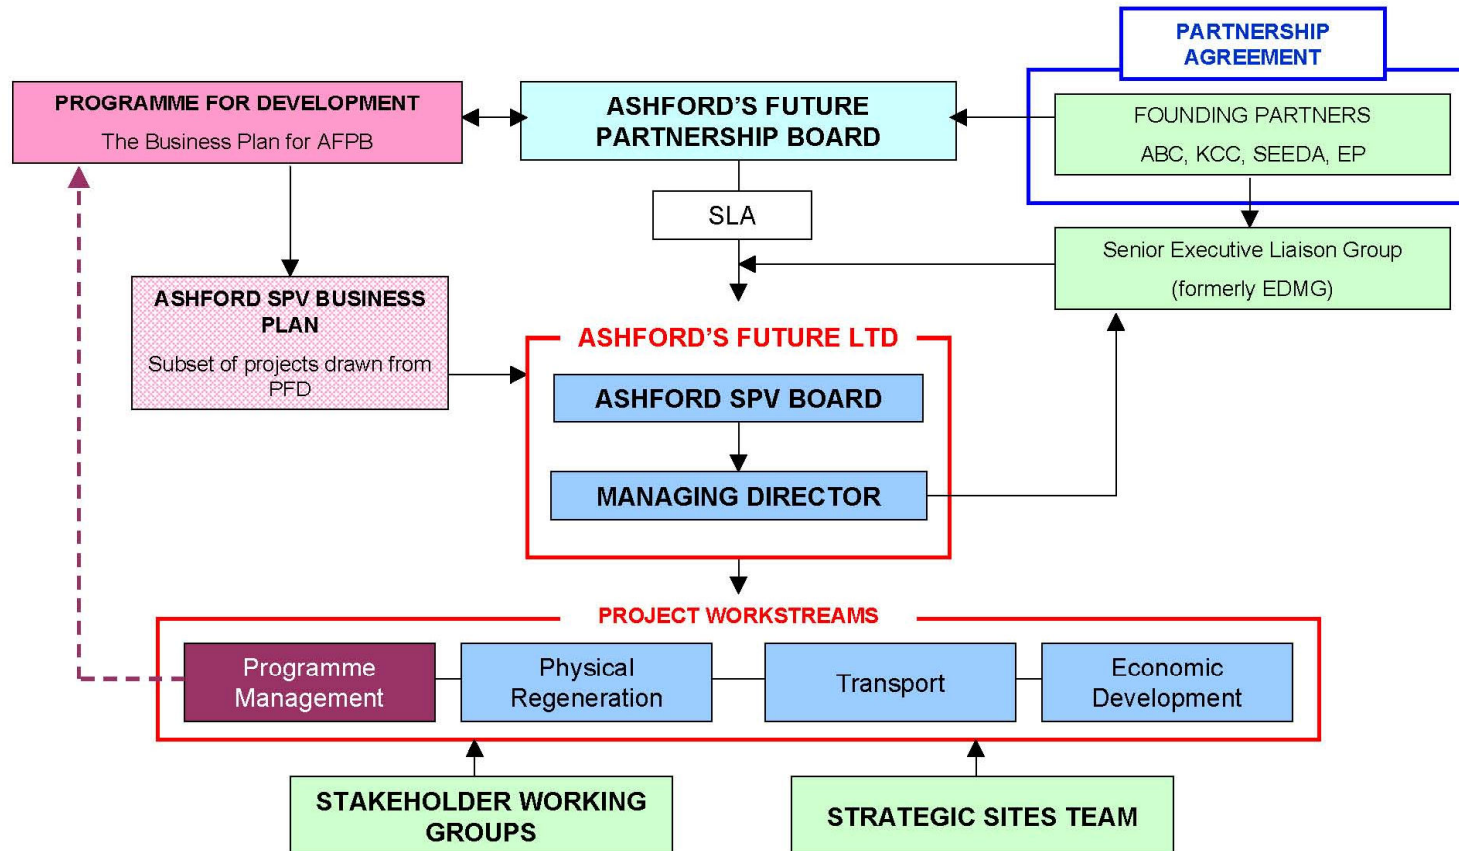 PARTNERSHIP
AGREEMENT
PROGRAMME FOR DEVELOPMENT
The Business Plan for AFPB
ASHFORD’S FUTURE
PARTNERSHIP BOARD
FOUNDING PARTNERS
ABC, KCC, SEEDA, EP
SLA
Senior Executive Liaison Group
(formerly EDMG)
ASHFORD SPV BUSINESS
PLAN
Subset of projects drawn from
PFD
ASHFORD’S FUTURE LTD
ASHFORD SPV BOARD
MANAGING DIRECTOR
PROJECT WORKSTREAMS
Programme
Management
Physical
Regeneration
Transport
Economic
Development
STAKEHOLDER WORKING
GROUPS
STRATEGIC SITES TEAM